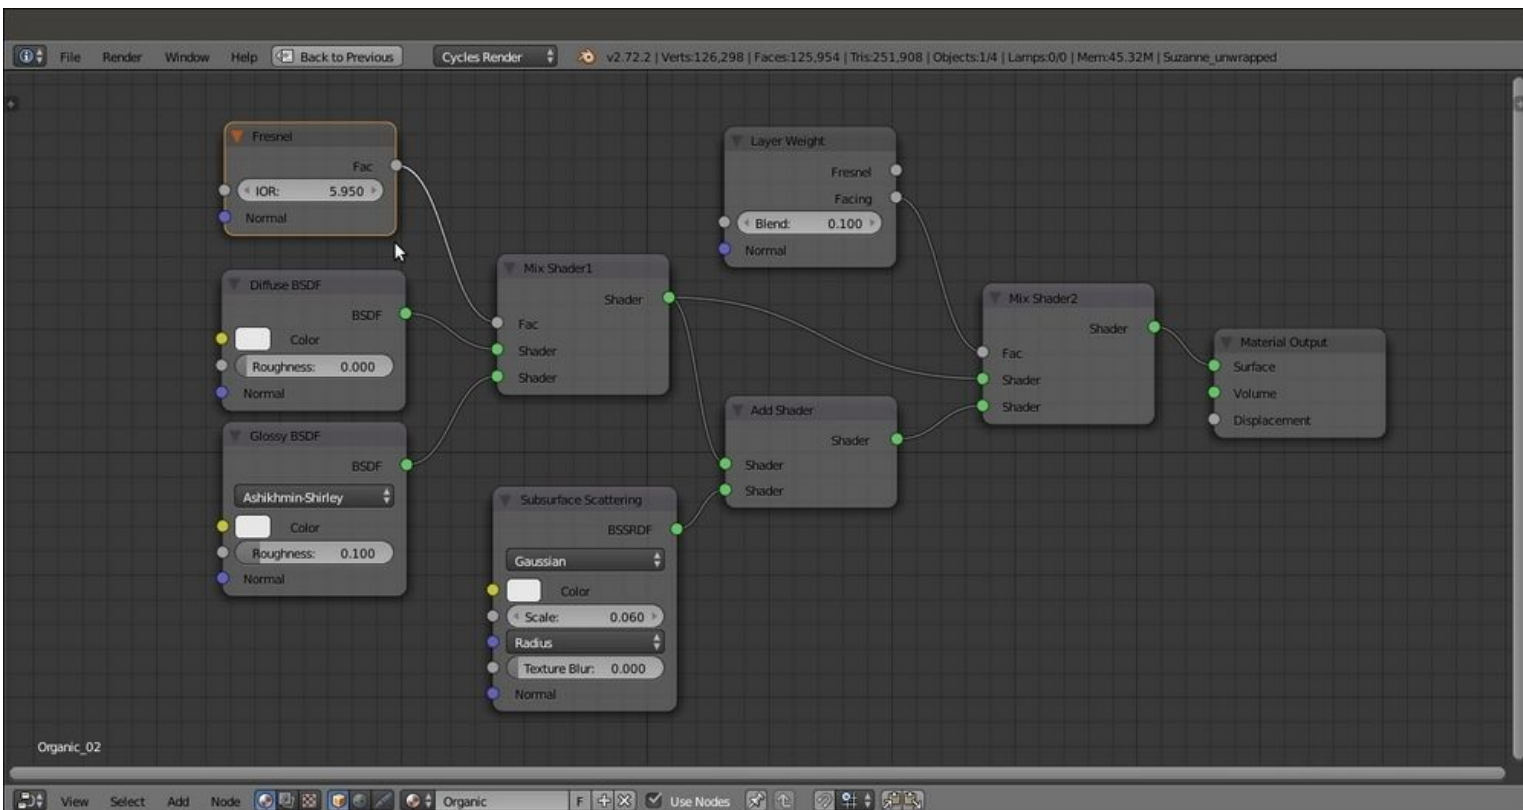 File Render Window Help Back to Previous Cycles Render v2.72.2 | Verts:126,298 | Faces:125,954 | Tris:251,908 | Objects:1/4 | Lamps:0/0 | Mem:45.32M | Suzanne_unwrapped
Fresnel
Fac
IOR: 5.950
Normal
Diffuse BSDF
BSDF
Color
Roughness: 0.000
Normal
Glossy BSDF
BSDF
Ashikhmin-Shirley
Color
Roughness: 0.100
Normal
Mix Shader1
Shader
Fac
Shader
Shader
Subsurface Scattering
BSSRDF
Gaussian
Color
Scale: 0.060
Radius
Texture Blur: 0.000
Normal
Layer Weight
Fresnel
Facing
Blend: 0.100
Normal
Add Shader
Shader
Shader
Shader
Mix Shader2
Shader
Fac
Shader
Shader
Material Output
Surface
Volume
Displacement
Organic_02
View Select Add Node Organic F Use Nodes